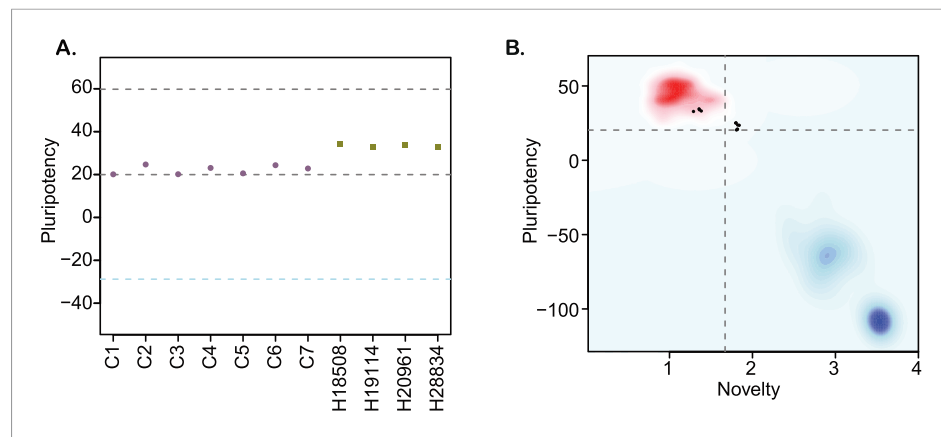 A.
Pluripotency
60
40
20
0
−20
−40
C1
C2
C3
C4
C5
C6
C7
H18508
H19114
H20961
H28834
B.
Pluripotency
50
0
−50
−100
1
2
3
4
Novelty